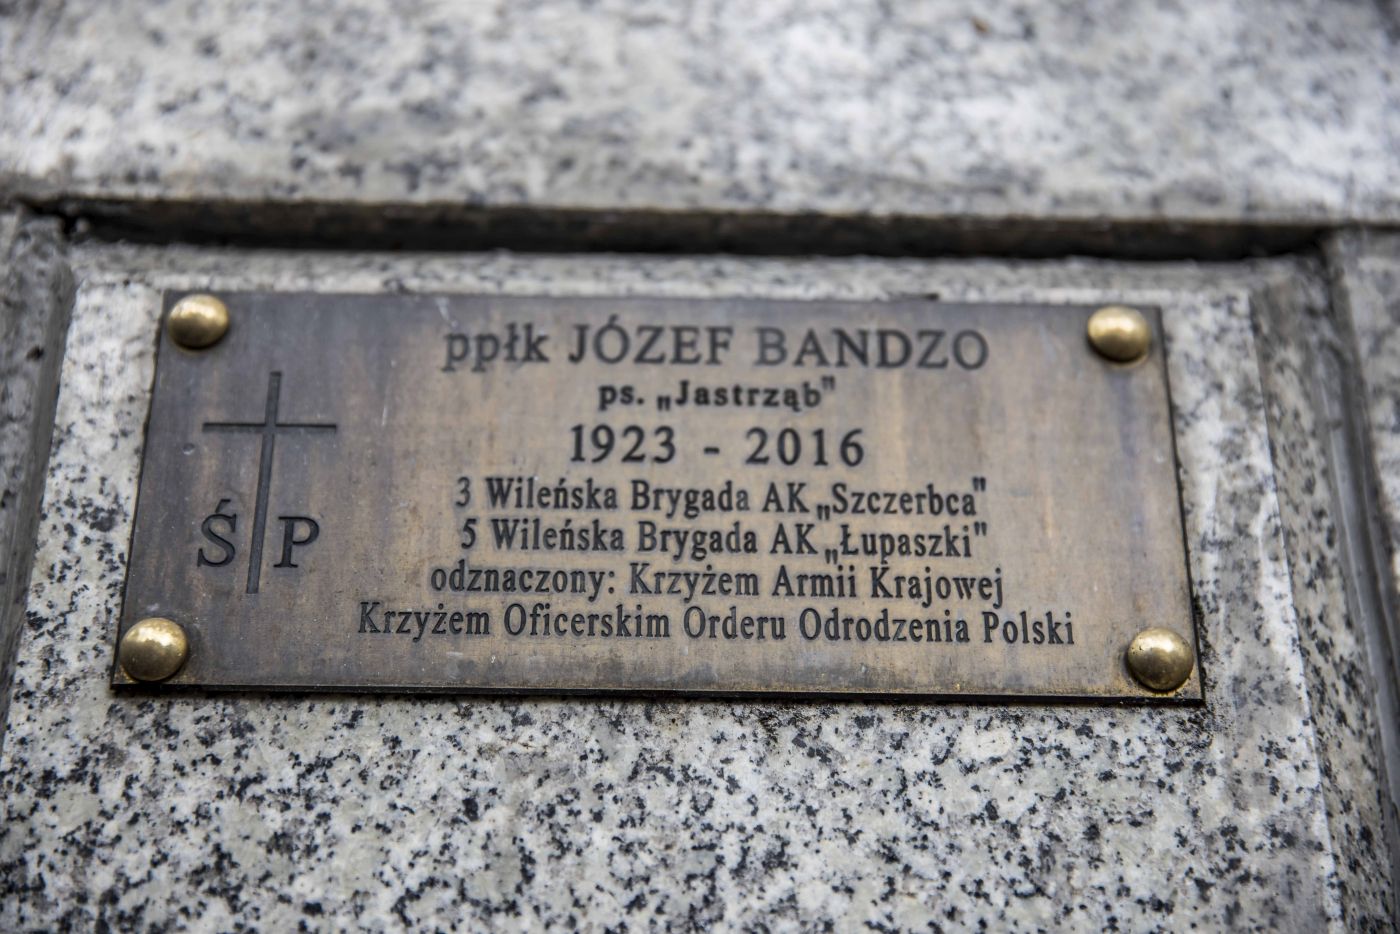 ppłk JÓZEF BANDZO
ps. „Jastrząb"
1923 - 2016
3 Wileńska Brygada AK „Szczerbca"
5 Wileńska Brygada AK „Łupaszki"
odznaczony: Krzyżem Armii Krajowej
Krzyżem Oficerskim Orderu Odrodzenia Polski
Ś P